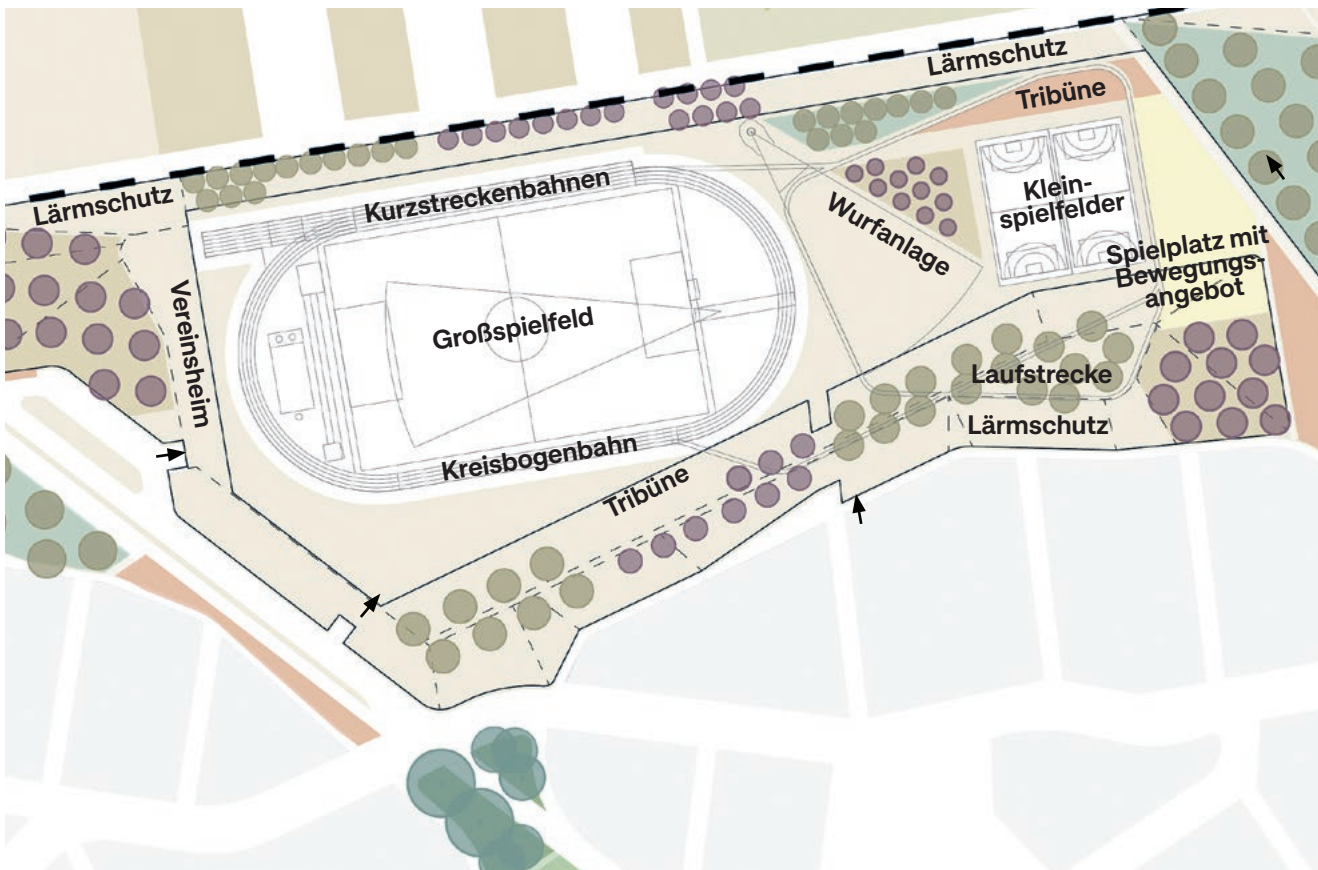 Lärmschutz
Tribüne
Lärmschutz
Kurzstreckenbahnen
Klein-
spielfelder
Wurfanlage
Spielplatz mit
Bewegungs-
angebot
Vereinsheim
Großspielfeld
Laufstrecke
Lärmschutz
Kreisbogenbahn
Tribüne